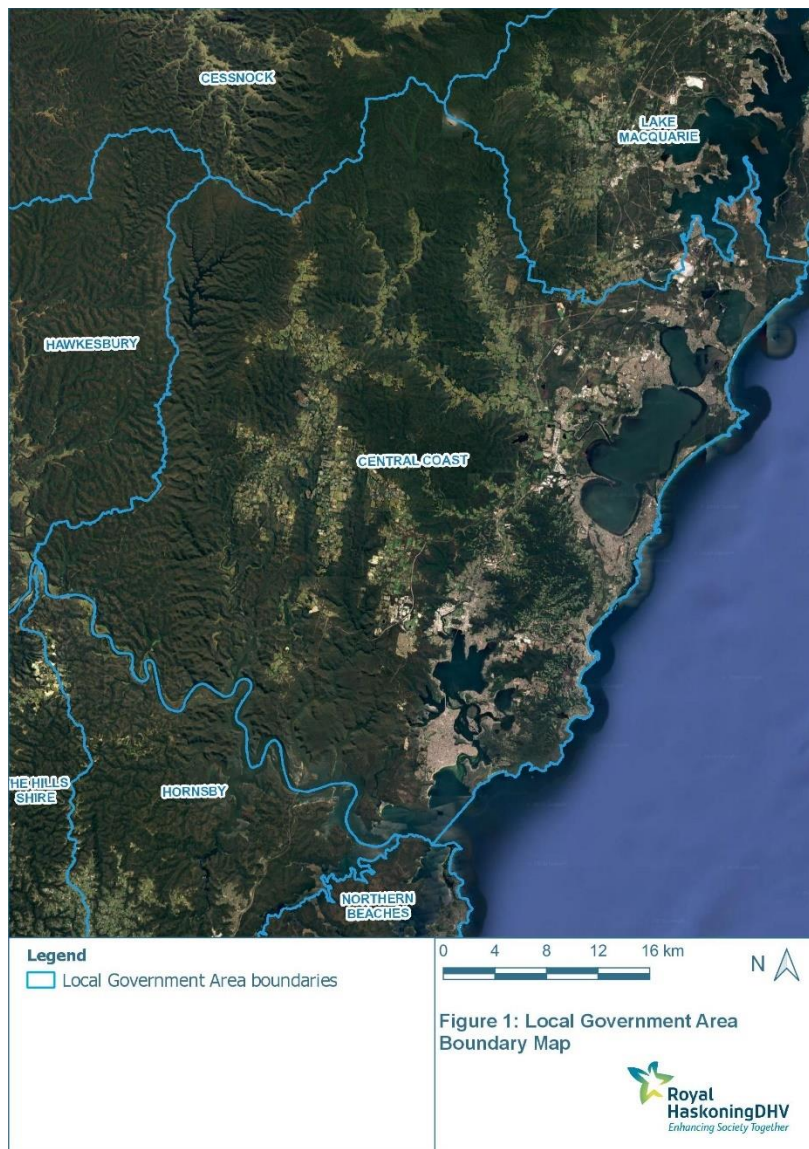 CESSNOCK
LAKE
MACQUARIE
HAWKESBURY
CENTRAL COAST
HE HILLS
SHIRE
HORNSBY
NORTHERN
BEACHES
Legend
Local Government Area boundaries
0 4 8 12 16 km
N
Figure 1: Local Government Area
Boundary Map
Royal
HaskoningDHV
Enhancing Society Together